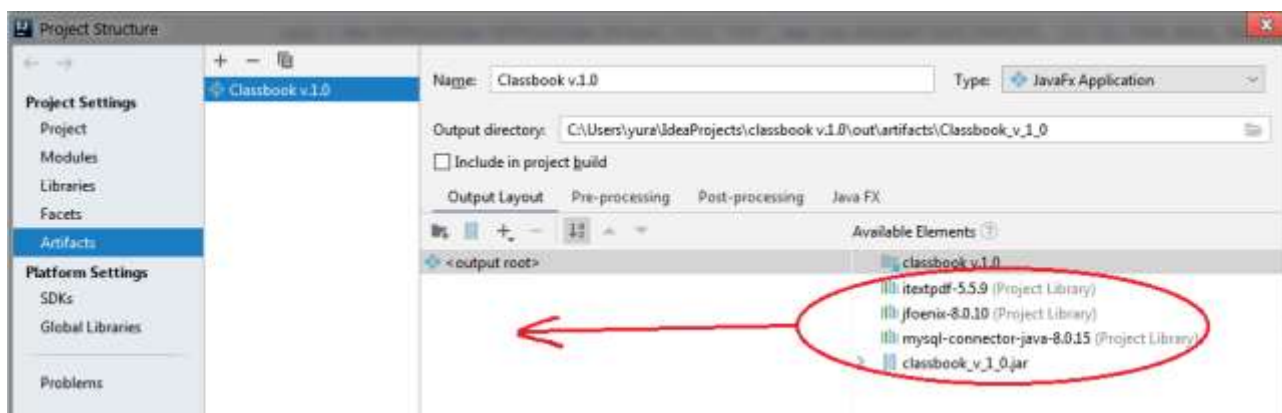 Project Structure
Project Settings
Project
Modules
Libraries
Facets
Artifacts
Platform Settings
SDKs
Global Libraries
Problems
Classbook v.1.0
Name: Classbook v.1.0
Type: JavaFx Application
Output directory: C:\Users\yura\IdeaProjects\classbook v.1.0\out\artifacts\Classbook_v_1_0
Include in project build
Output Layout Pre-processing Post-processing Java FX
Available Elements ?
<output root>
classbook v.1.0
itextpdf-5.5.9 (Project Library)
jfoenix-8.0.10 (Project Library)
mysql-connector-java-8.0.15 (Project Library)
classbook_v_1_0.jar